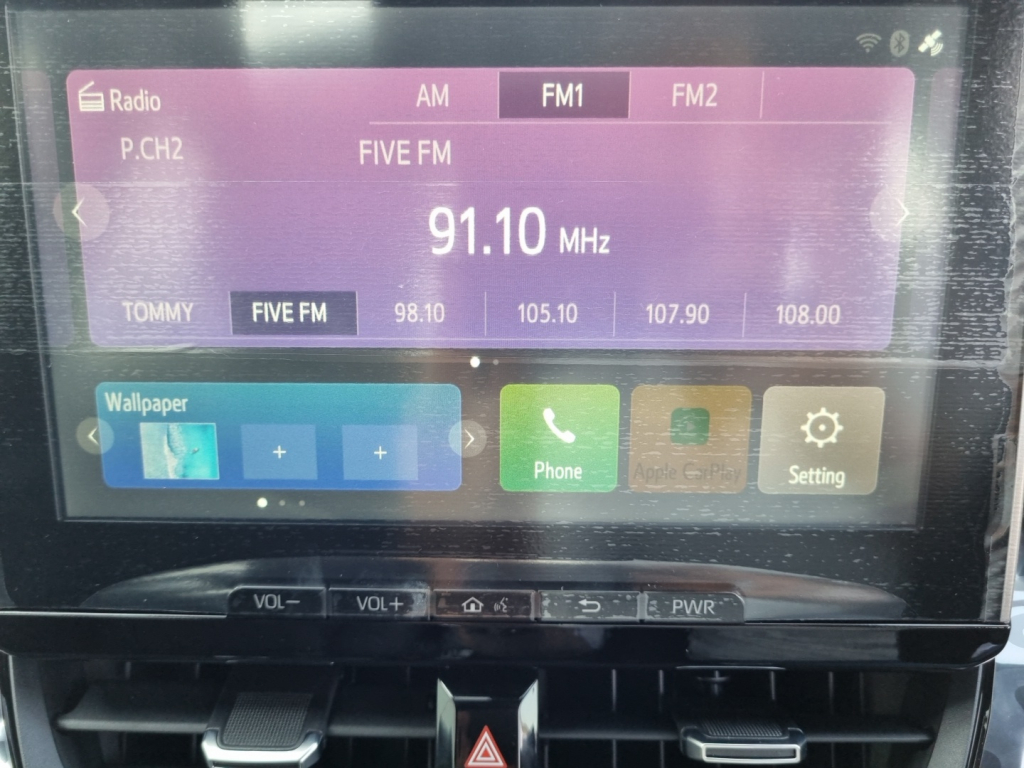 Radio AM FM1 FM2
P.CH2 FIVE FM
91.10 MHz
TOMMY FIVE FM 98.10 105.10 107.90 108.00
Wallpaper
+ +
Phone Apple CarPlay Setting
VOL− VOL+ PWR